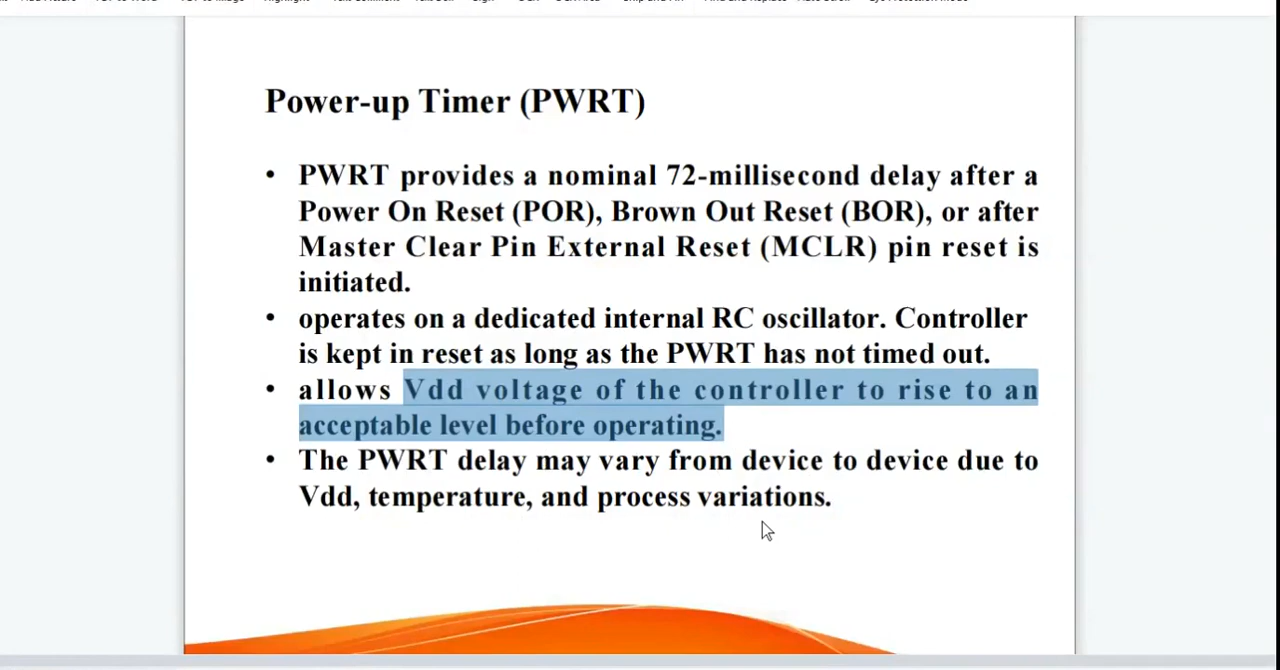 Power-up Timer (PWRT)
• PWRT provides a nominal 72-millisecond delay after a
Power On Reset (POR), Brown Out Reset (BOR), or after
Master Clear Pin External Reset (MCLR) pin reset is
initiated.
• operates on a dedicated internal RC oscillator. Controller
is kept in reset as long as the PWRT has not timed out.
• allows Vdd voltage of the controller to rise to an
acceptable level before operating.
• The PWRT delay may vary from device to device due to
Vdd, temperature, and process variations.